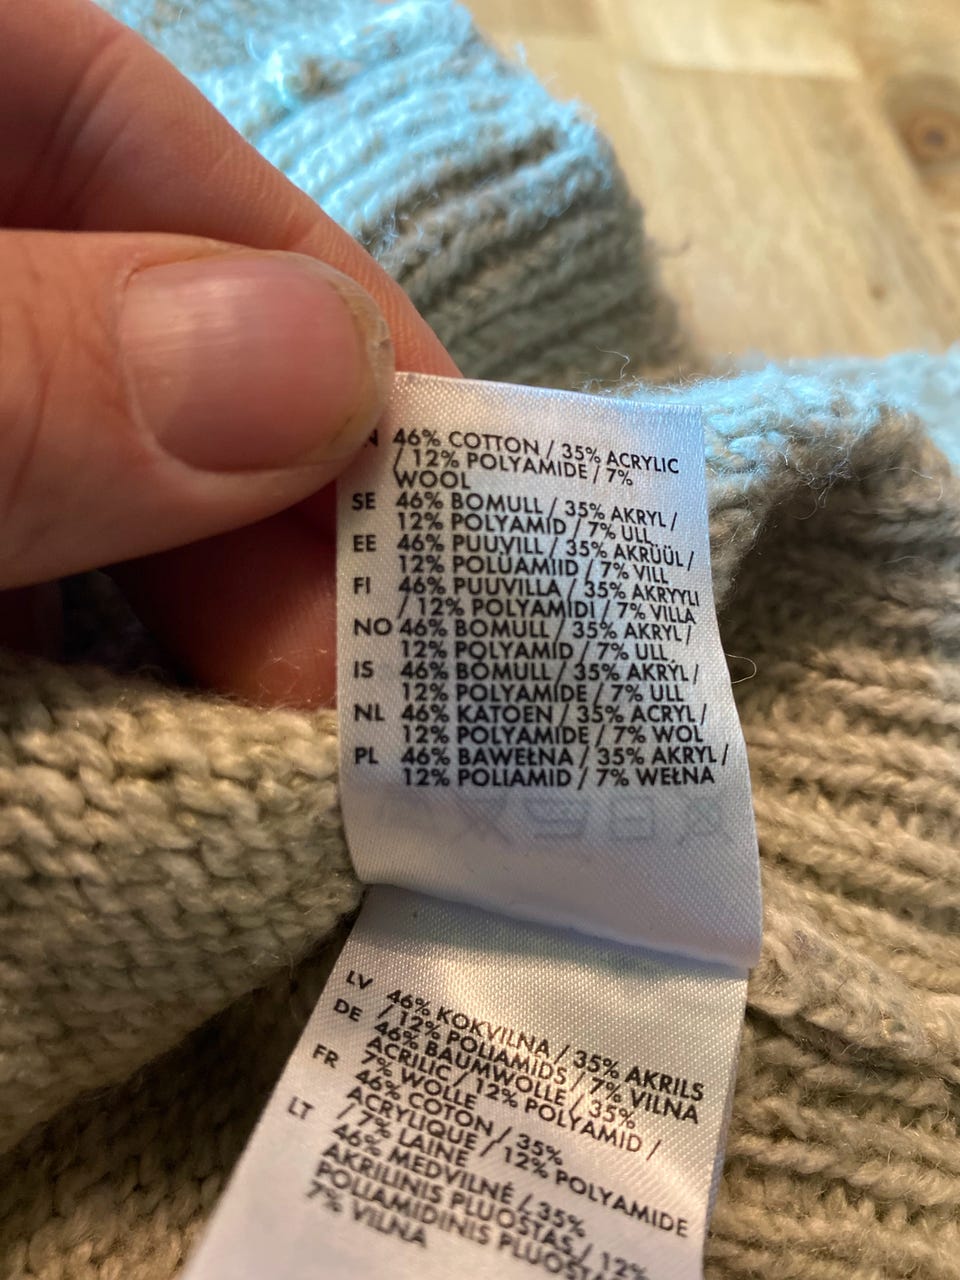 N 46% COTTON / 35% ACRYLIC
/ 12% POLYAMIDE / 7%
WOOL
SE 46% BOMULL / 35% AKRYL /
12% POLYAMID / 7% ULL
EE 46% PUUVILL / 35% AKRÜÜL /
12% POLUAMIID / 7% VILL
FI 46% PUUVILLA / 35% AKRYYLI
/ 12% POLYAMIDI / 7% VILLA
NO 46% BOMULL / 35% AKRYL /
12% POLYAMID / 7% ULL
IS 46% BÓMULL / 35% AKRÝL /
12% POLYAMÍDE / 7% ULL
NL 46% KATOEN / 35% ACRYL /
12% POLYAMIDE / 7% WOL
PL 46% BAWEŁNA / 35% AKRYL /
12% POLIAMID / 7% WEŁNA
LV 46% KOKVILNA / 35% AKRILS
/ 12% POLIAMIDS / 7% VILNA
DE 46% BAUMWOLLE / 35%
ACRILIC / 12% POLYAMID /
7% WOLLE
FR 46% COTON / 35%
ACRYLIQUE / 12% POLYAMIDE
/ 7% LAINE
LT 46% MEDVILNĖ / 35%
AKRILINIS PLUOSTAS / 12%
POLIAMIDINIS PLUOSTAS /
7% VILNA